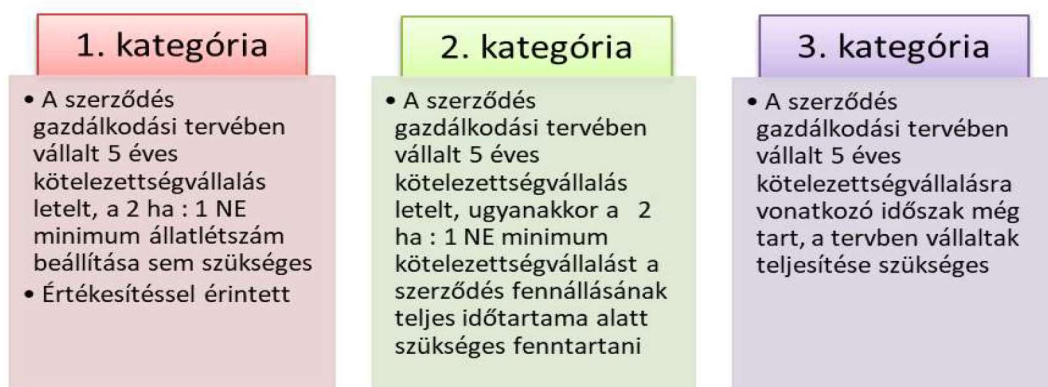 1. kategória
• A szerződés
gazdálkodási tervében
vállalt 5 éves
kötelezettségvállalás
letelt, a 2 ha : 1 NE
minimum állatlétszám
beállítása sem szükséges
• Értékesítéssel érintett
2. kategória
• A szerződés
gazdálkodási tervében
vállalt 5 éves
kötelezettségvállalás
letelt, ugyanakkor a 2
ha : 1 NE minimum
kötelezettségvállalást a
szerződés fennállásának
teljes időtartama alatt
szükséges fenntartani
3. kategória
• A szerződés
gazdálkodási tervében
vállalt 5 éves
kötelezettségvállalásra
vonatkozó időszak még
tart, a tervben vállaltak
teljesítése szükséges